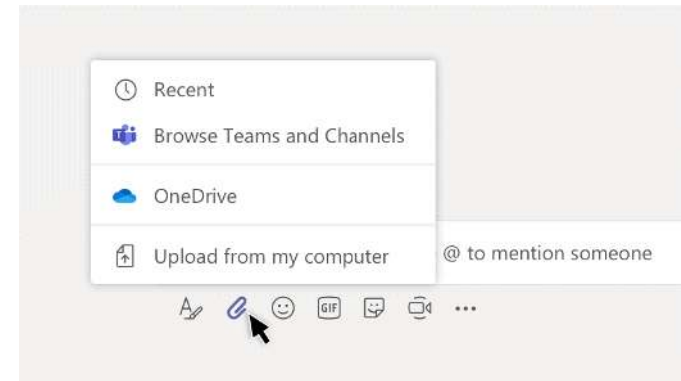 Recent
Browse Teams and Channels
OneDrive
Upload from my computer
@ to mention someone
GIF